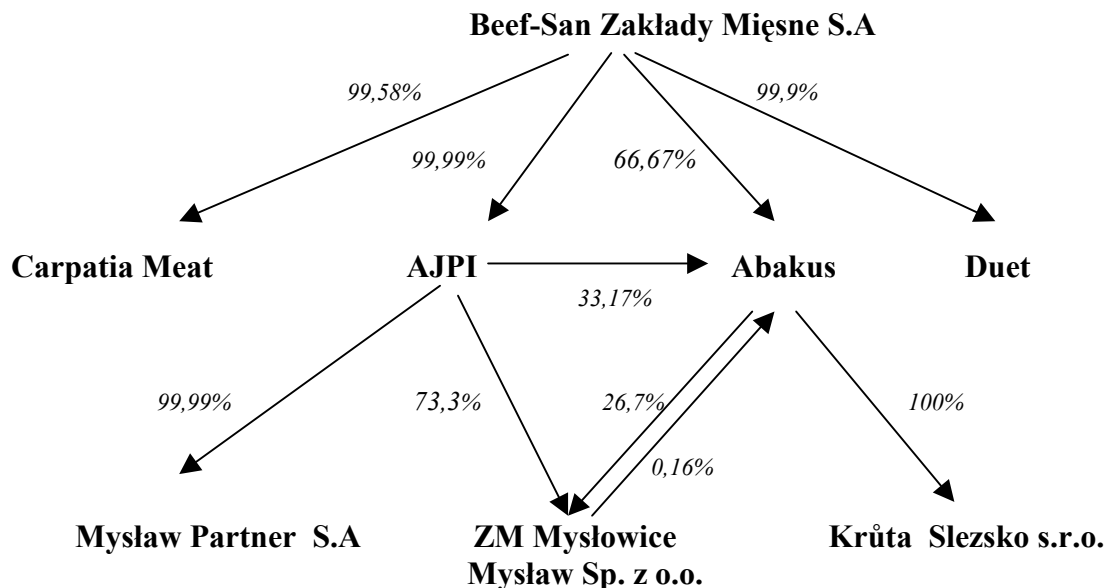 Beef-San Zakłady Mięsne S.A
99,58%
99,9%
99,99%
66,67%
Carpatia Meat
AJPI
Abakus
Duet
33,17%
99,99%
73,3%
26,7%
100%
0,16%
Mysław Partner S.A
ZM Mysłowice
Mysław Sp. z o.o.
Krůta Slezsko s.r.o.